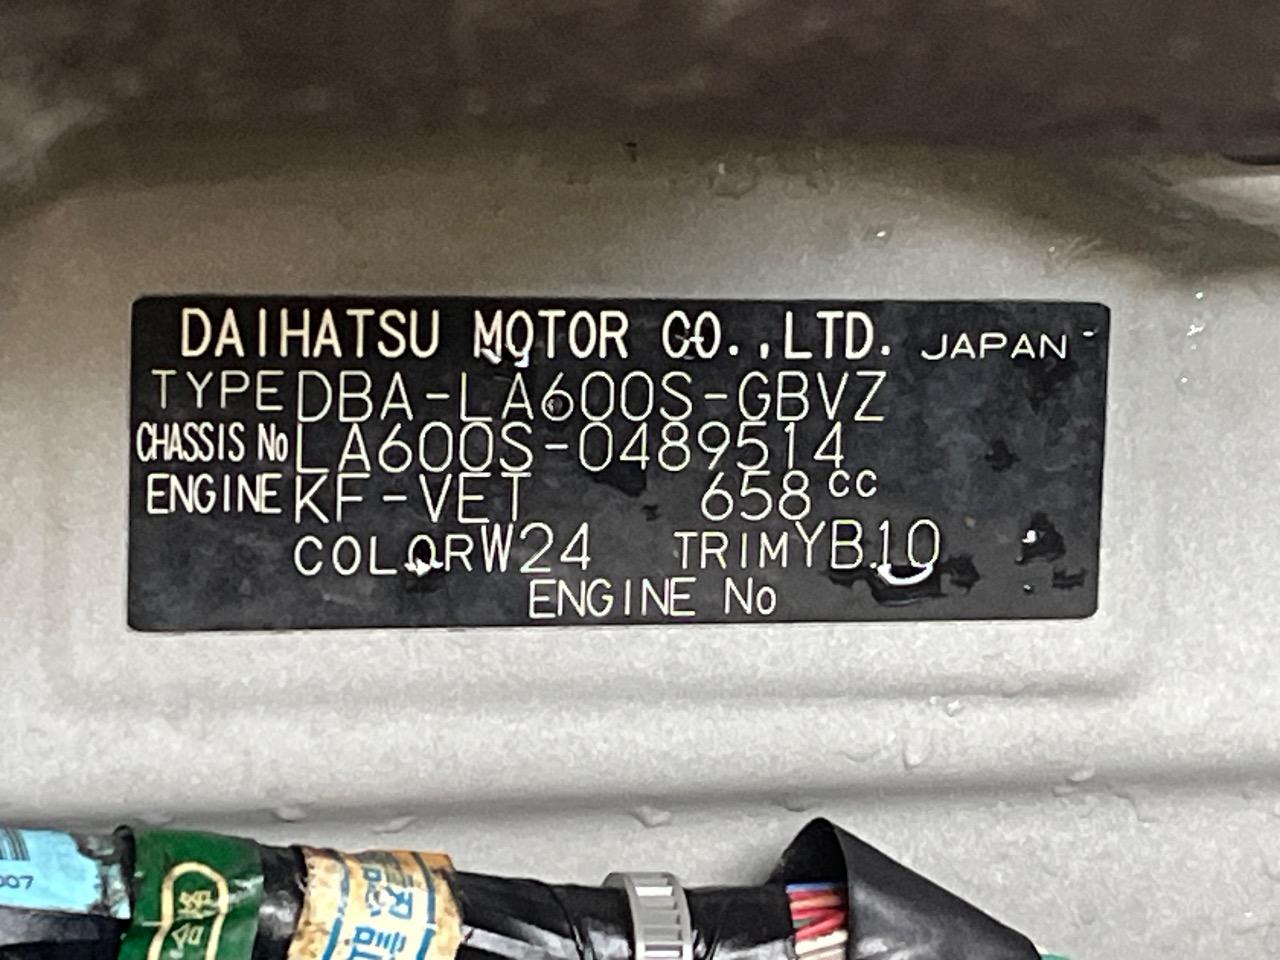 DAIHATSU MOTOR CO.,LTD. JAPAN
TYPE DBA-LA600S-GBVZ
CHASSIS No LA600S-0489514
ENGINE KF-VET 658cc
COLOR W24 TRIM YB10
ENGINE No
007